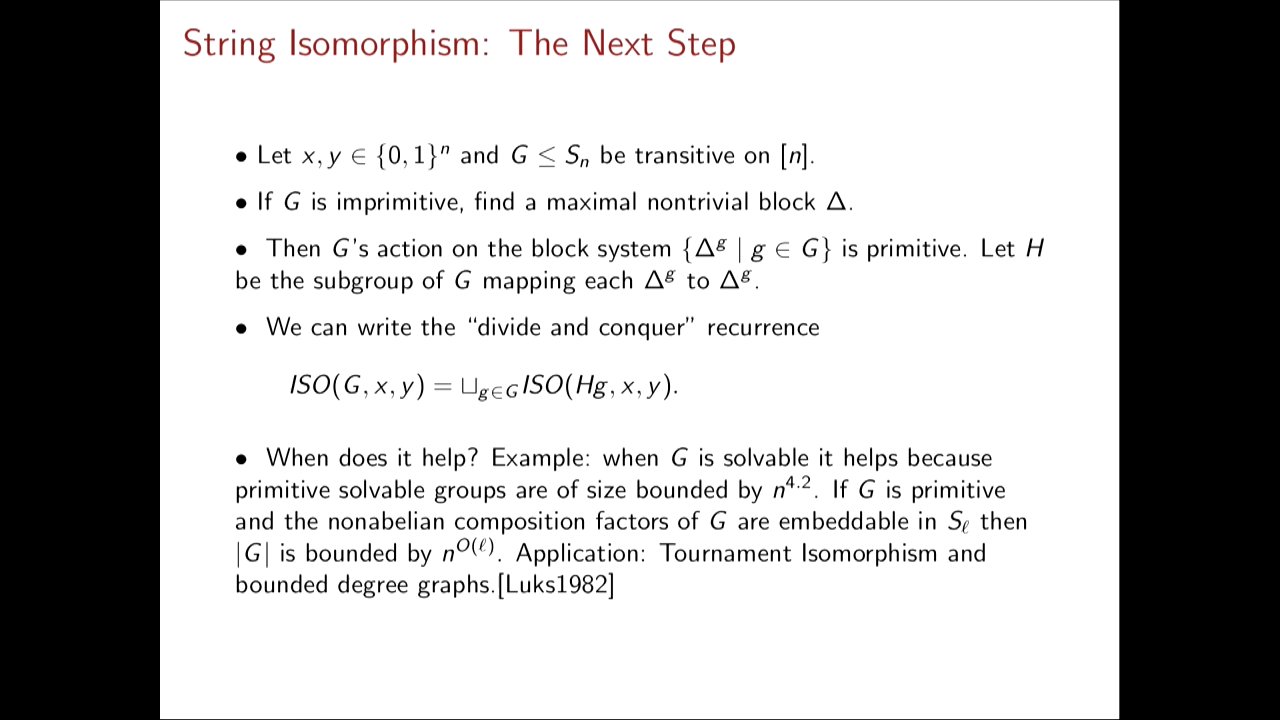 String Isomorphism: The Next Step
• Let x, y ∈ {0, 1}ⁿ and G ≤ Sₙ be transitive on [n].
• If G is imprimitive, find a maximal nontrivial block Δ.
• Then G's action on the block system {Δᵍ | g ∈ G} is primitive. Let H
be the subgroup of G mapping each Δᵍ to Δᵍ.
• We can write the “divide and conquer” recurrence
ISO(G, x, y) = ⊔_{g∈G} ISO(Hg, x, y).
• When does it help? Example: when G is solvable it helps because
primitive solvable groups are of size bounded by n^{4.2}. If G is primitive
and the nonabelian composition factors of G are embeddable in S_ℓ then
|G| is bounded by n^{O(ℓ)}. Application: Tournament Isomorphism and
bounded degree graphs.[Luks1982]